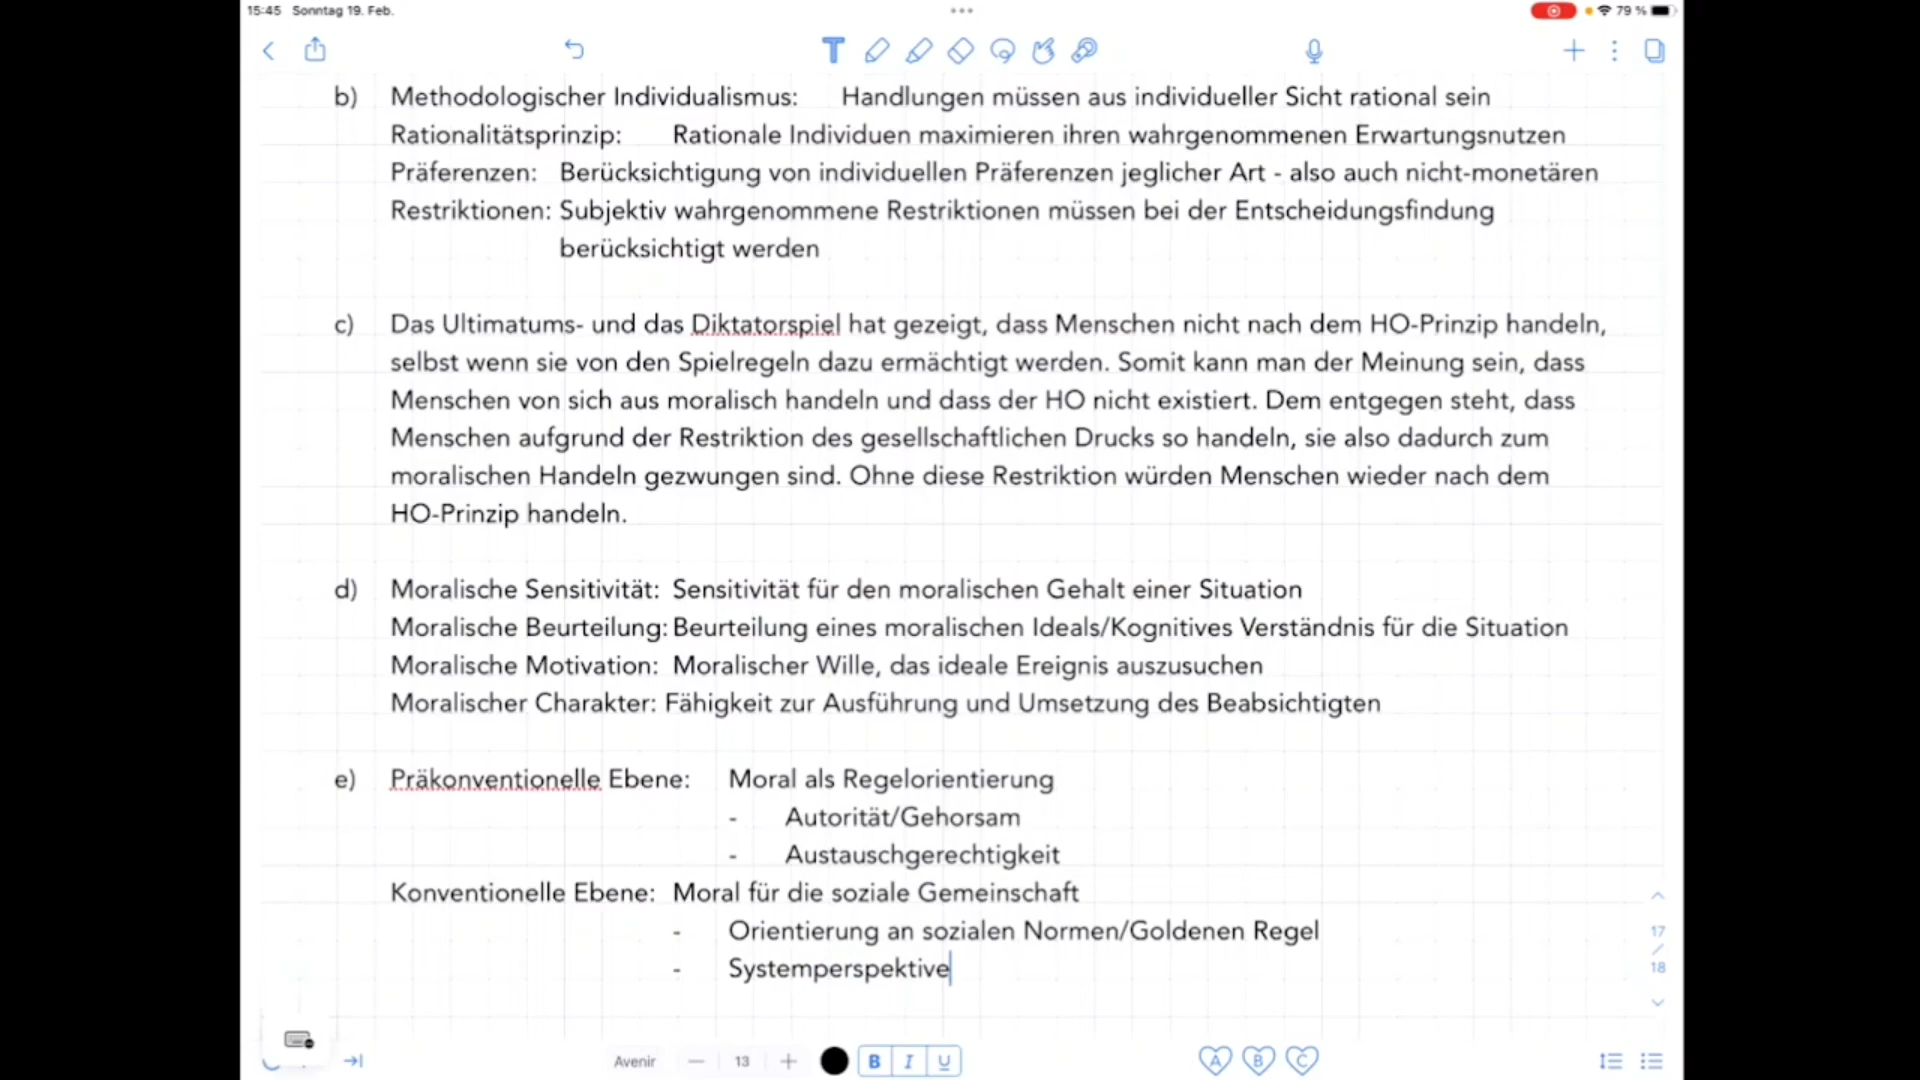 15:45 Sonntag 19. Feb.
79 %
T
b) Methodologischer Individualismus: Handlungen müssen aus individueller Sicht rational sein
Rationalitätsprinzip: Rationale Individuen maximieren ihren wahrgenommenen Erwartungsnutzen
Präferenzen: Berücksichtigung von individuellen Präferenzen jeglicher Art - also auch nicht-monetären
Restriktionen: Subjektiv wahrgenommene Restriktionen müssen bei der Entscheidungsfindung
berücksichtigt werden
c) Das Ultimatums- und das Diktatorspiel hat gezeigt, dass Menschen nicht nach dem HO-Prinzip handeln,
selbst wenn sie von den Spielregeln dazu ermächtigt werden. Somit kann man der Meinung sein, dass
Menschen von sich aus moralisch handeln und dass der HO nicht existiert. Dem entgegen steht, dass
Menschen aufgrund der Restriktion des gesellschaftlichen Drucks so handeln, sie also dadurch zum
moralischen Handeln gezwungen sind. Ohne diese Restriktion würden Menschen wieder nach dem
HO-Prinzip handeln.
d) Moralische Sensitivität: Sensitivität für den moralischen Gehalt einer Situation
Moralische Beurteilung: Beurteilung eines moralischen Ideals/Kognitives Verständnis für die Situation
Moralische Motivation: Moralischer Wille, das ideale Ereignis auszusuchen
Moralischer Charakter: Fähigkeit zur Ausführung und Umsetzung des Beabsichtigten
e) Präkonventionelle Ebene: Moral als Regelorientierung
- Autorität/Gehorsam
- Austauschgerechtigkeit
Konventionelle Ebene: Moral für die soziale Gemeinschaft
- Orientierung an sozialen Normen/Goldenen Regel
- Systemperspektive
17
/
18
Avenir — 13 + B I U A B C